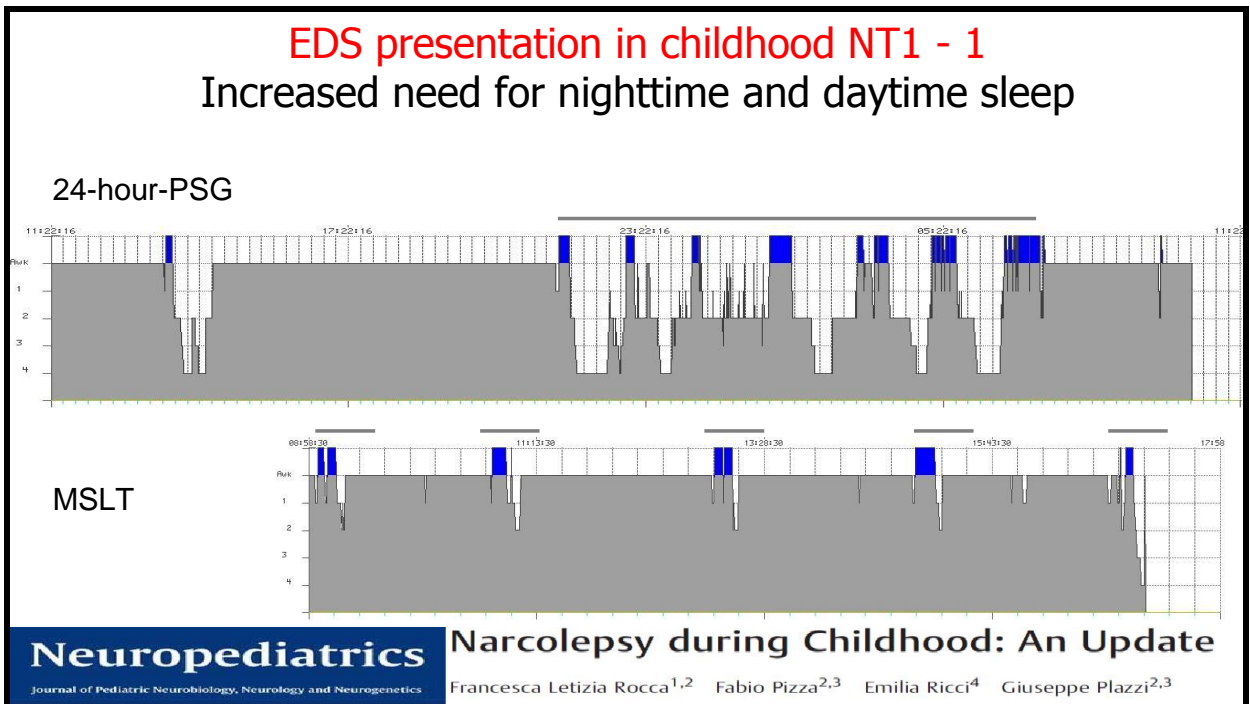 EDS presentation in childhood NT1 - 1
Increased need for nighttime and daytime sleep
24-hour-PSG
11:22:16 17:22:16 23:22:16 05:22:16 11:22
Awk
1
2
3
4
08:58:30 11:13:30 13:28:30 15:43:30 17:58
Awk
MSLT
1
2
3
4
Neuropediatrics
Journal of Pediatric Neurobiology, Neurology and Neurogenetics
Narcolepsy during Childhood: An Update
Francesca Letizia Rocca1,2 Fabio Pizza2,3 Emilia Ricci4 Giuseppe Plazzi2,3